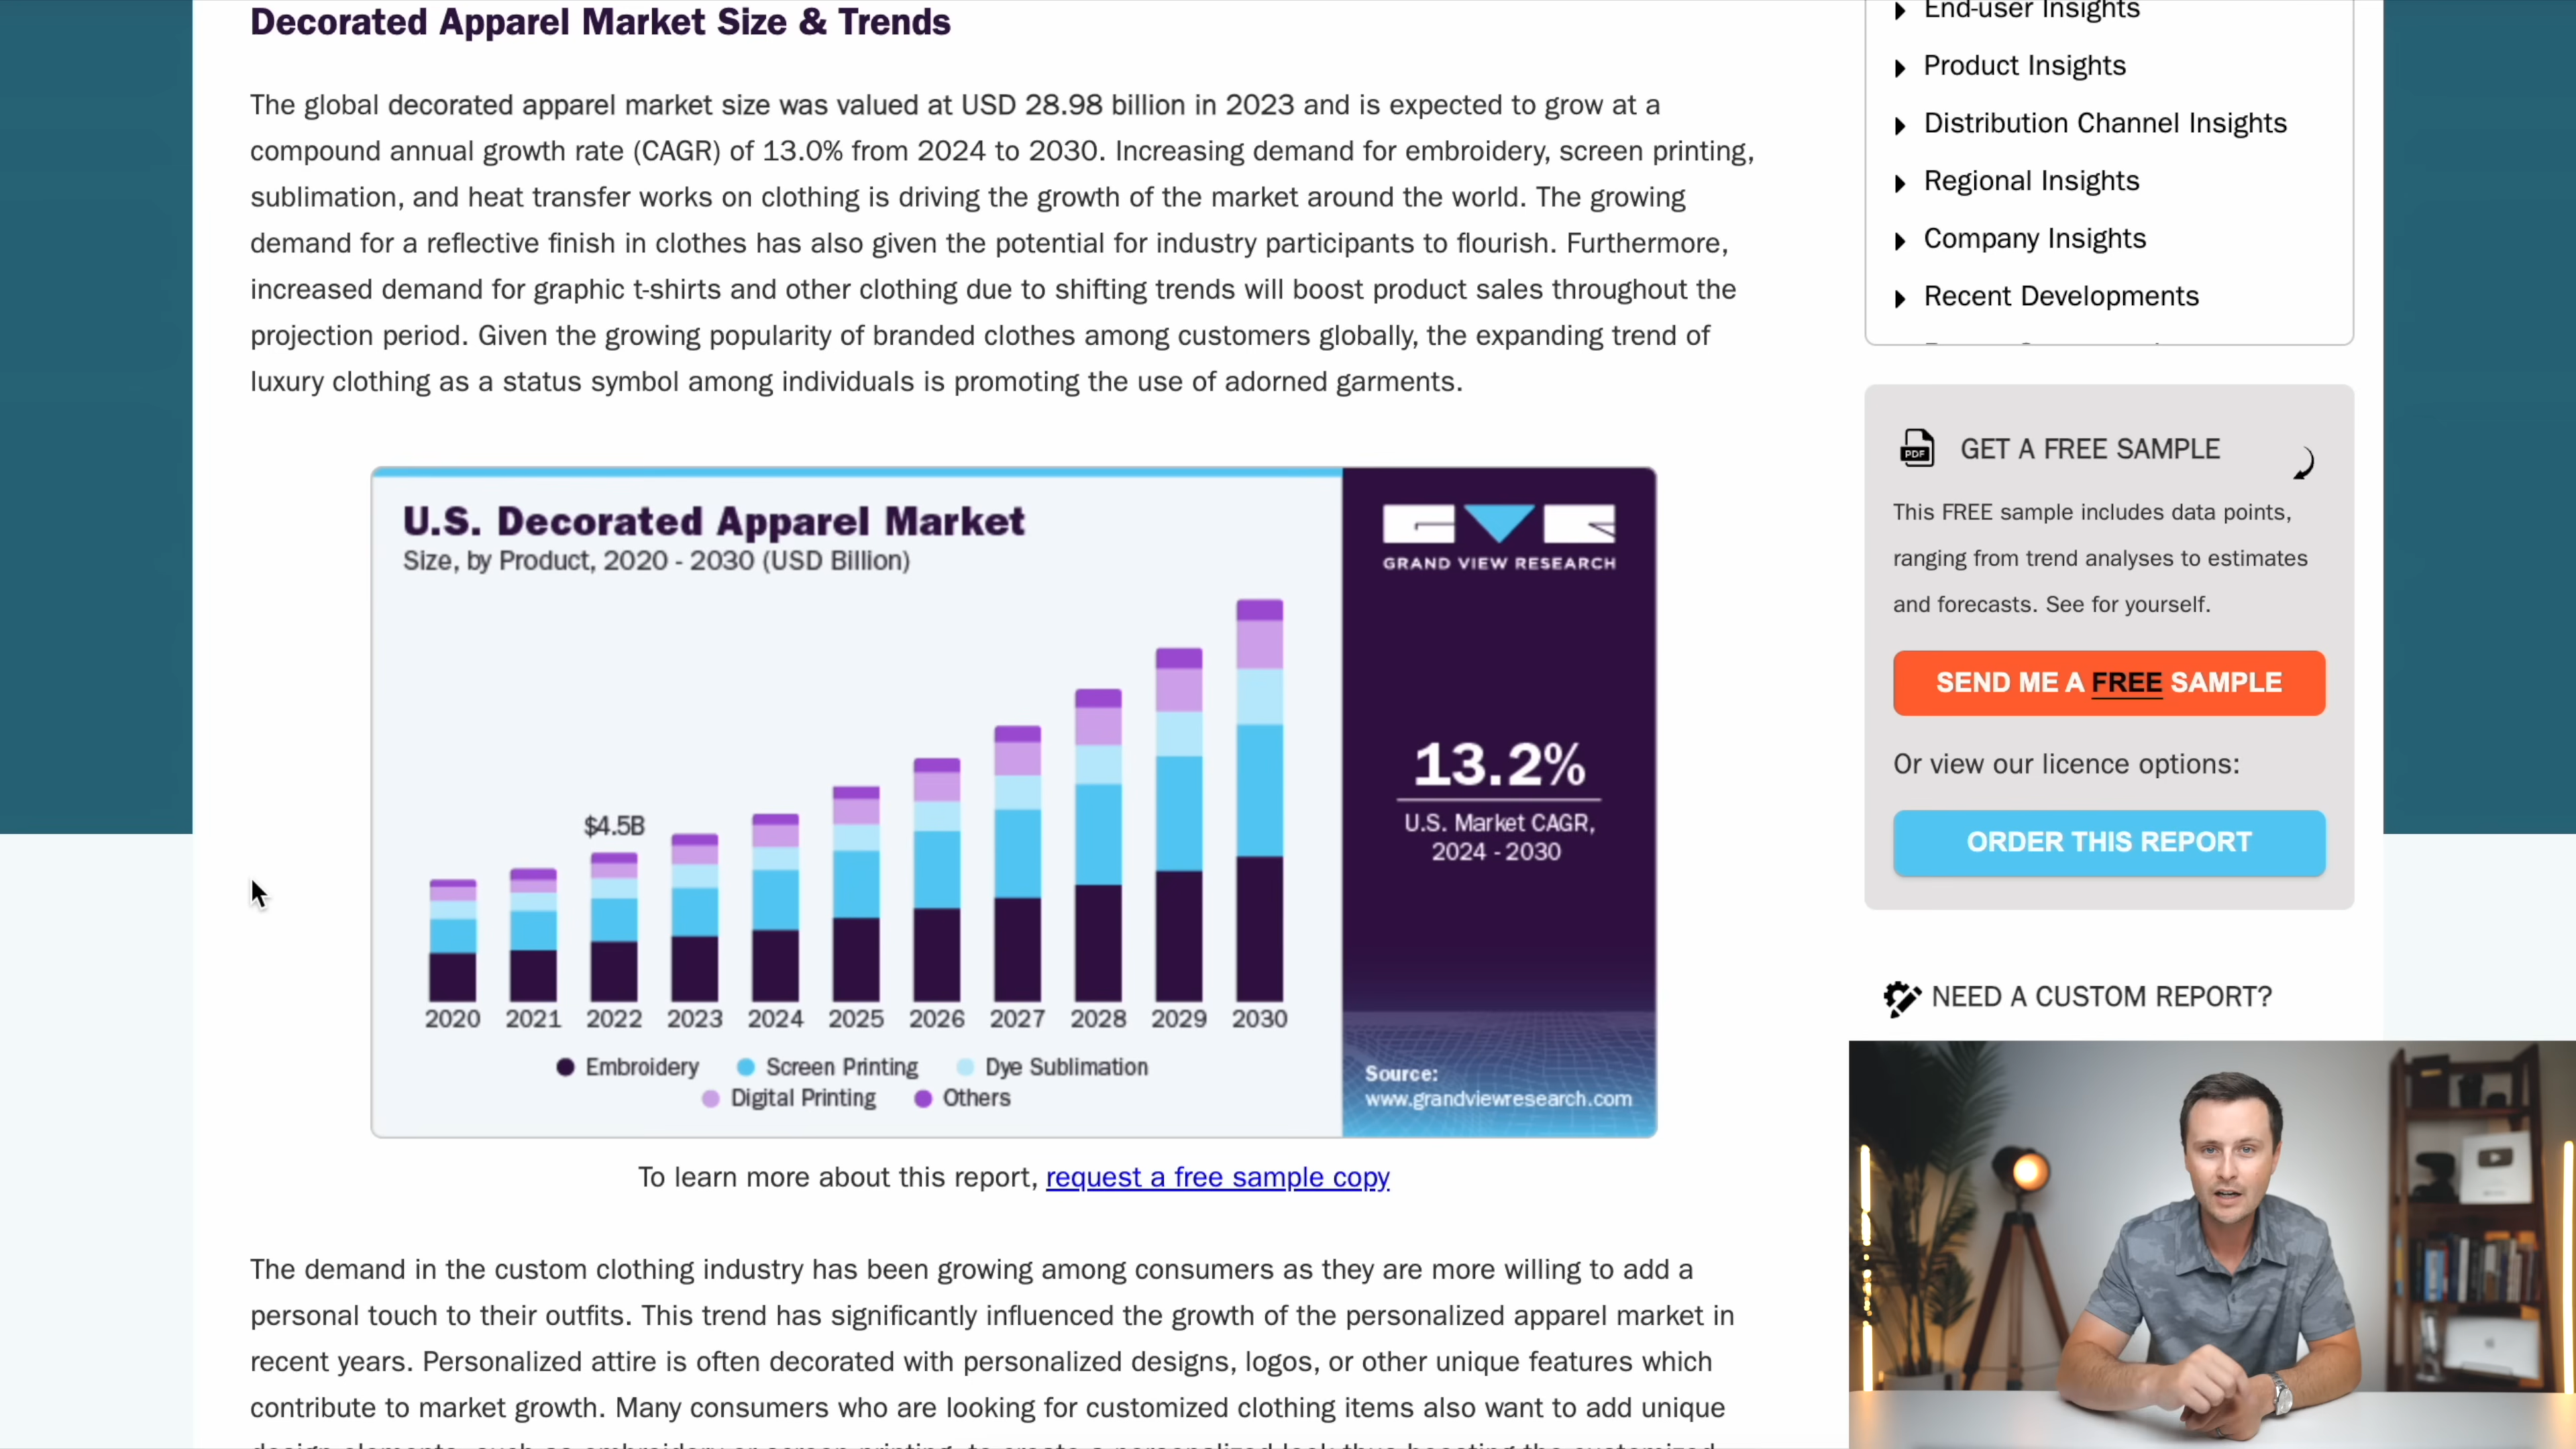 Decorated Apparel Market Size & Trends
The global decorated apparel market size was valued at USD 28.98 billion in 2023 and is expected to grow at a
compound annual growth rate (CAGR) of 13.0% from 2024 to 2030. Increasing demand for embroidery, screen printing,
sublimation, and heat transfer works on clothing is driving the growth of the market around the world. The growing
demand for a reflective finish in clothes has also given the potential for industry participants to flourish. Furthermore,
increased demand for graphic t-shirts and other clothing due to shifting trends will boost product sales throughout the
projection period. Given the growing popularity of branded clothes among customers globally, the expanding trend of
luxury clothing as a status symbol among individuals is promoting the use of adorned garments.
U.S. Decorated Apparel Market
Size, by Product, 2020 - 2030 (USD Billion)
$4.5B
2020 2021 2022 2023 2024 2025 2026 2027 2028 2029 2030
Embroidery Screen Printing Dye Sublimation
Digital Printing Others
GRAND VIEW RESEARCH
13.2%
U.S. Market CAGR,
2024 - 2030
Source:
www.grandviewresearch.com
To learn more about this report, request a free sample copy
The demand in the custom clothing industry has been growing among consumers as they are more willing to add a
personal touch to their outfits. This trend has significantly influenced the growth of the personalized apparel market in
recent years. Personalized attire is often decorated with personalized designs, logos, or other unique features which
contribute to market growth. Many consumers who are looking for customized clothing items also want to add unique
End-user Insights
Product Insights
Distribution Channel Insights
Regional Insights
Company Insights
Recent Developments
PDF GET A FREE SAMPLE
This FREE sample includes data points,
ranging from trend analyses to estimates
and forecasts. See for yourself.
SEND ME A FREE SAMPLE
Or view our licence options:
ORDER THIS REPORT
NEED A CUSTOM REPORT?